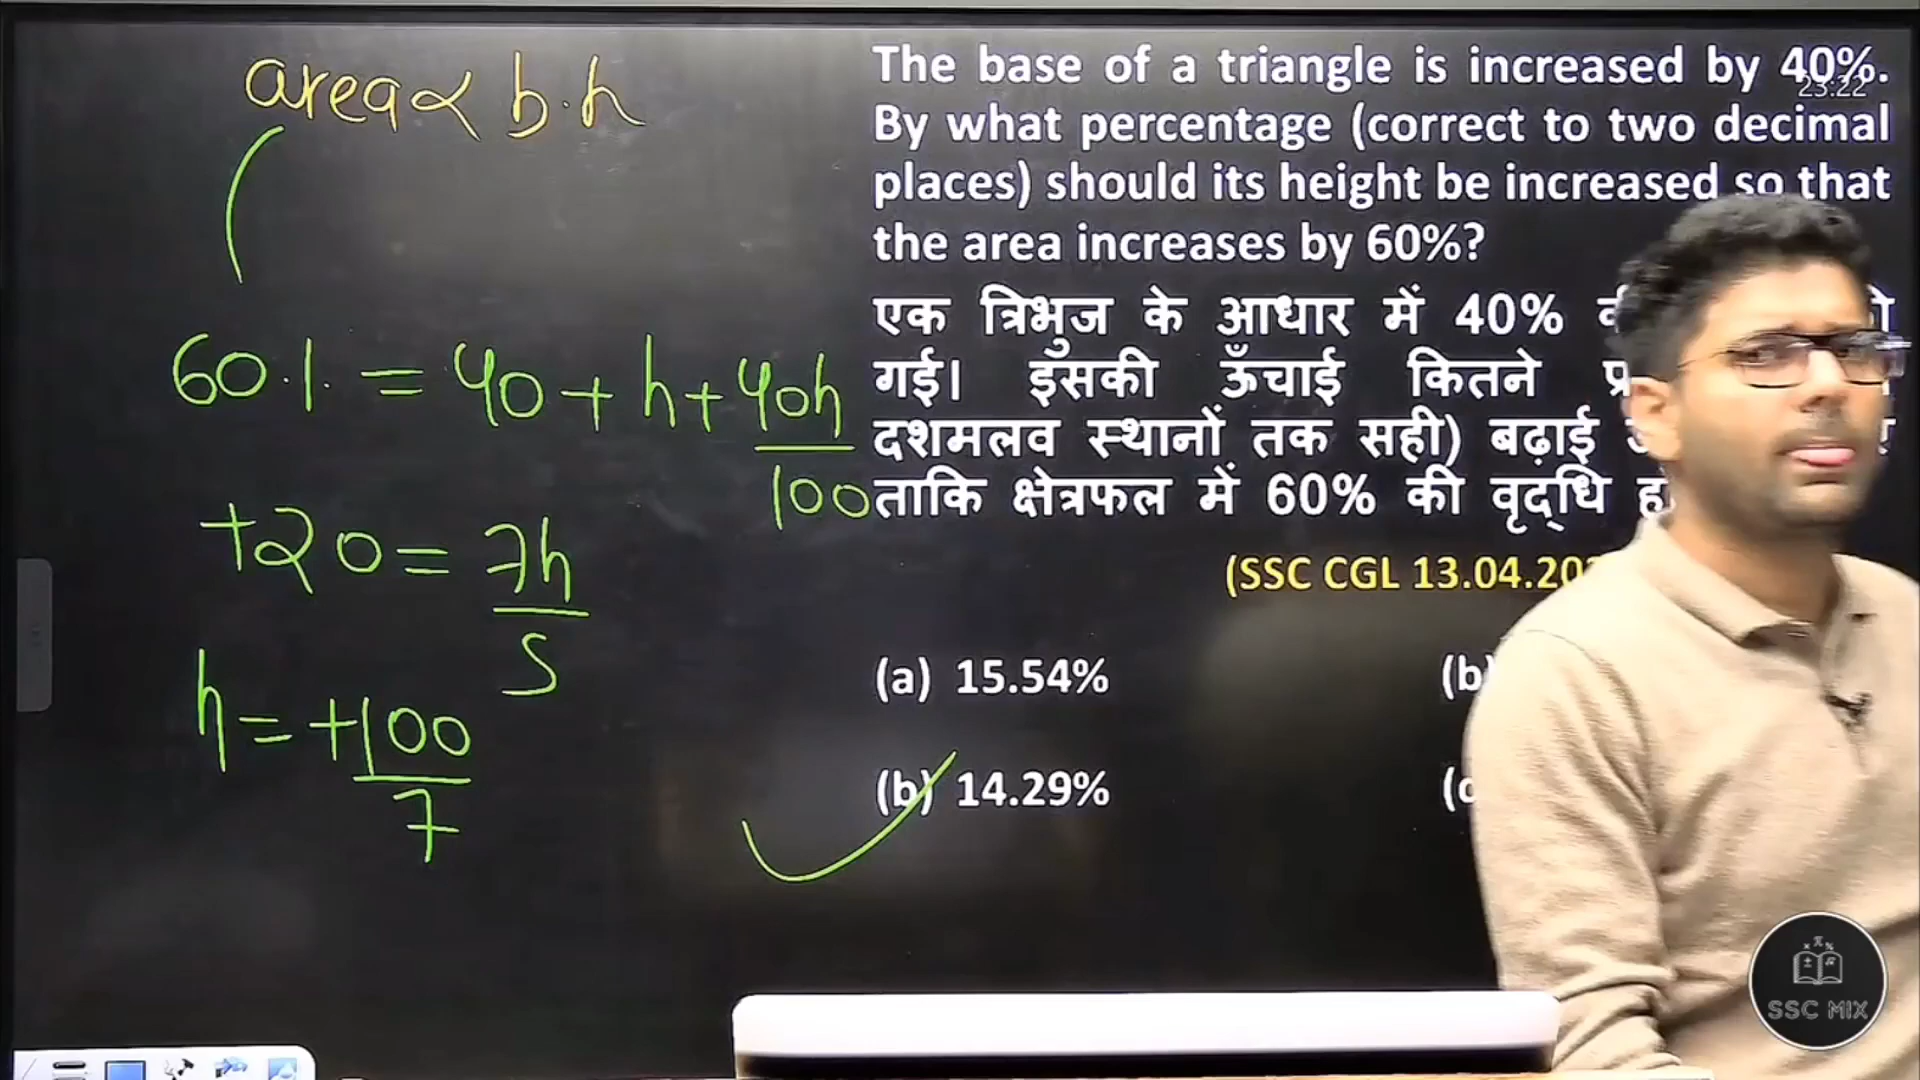 area ∝ b.h
60.1. = 40 + h + 40h
100
+20 = 7h
5
h = +100
7
The base of a triangle is increased by 40%.
23:22
By what percentage (correct to two decimal
places) should its height be increased so that
the area increases by 60%?
एक त्रिभुज के आधार में 40%
गई। इसकी ऊँचाई कितने
दशमलव स्थानों तक सही) बढ़ाई
ताकि क्षेत्रफल में 60% की वृद्धि
(SSC CGL 13.04.20
(a) 15.54%
(b)
(b) 14.29%
SSC MIX